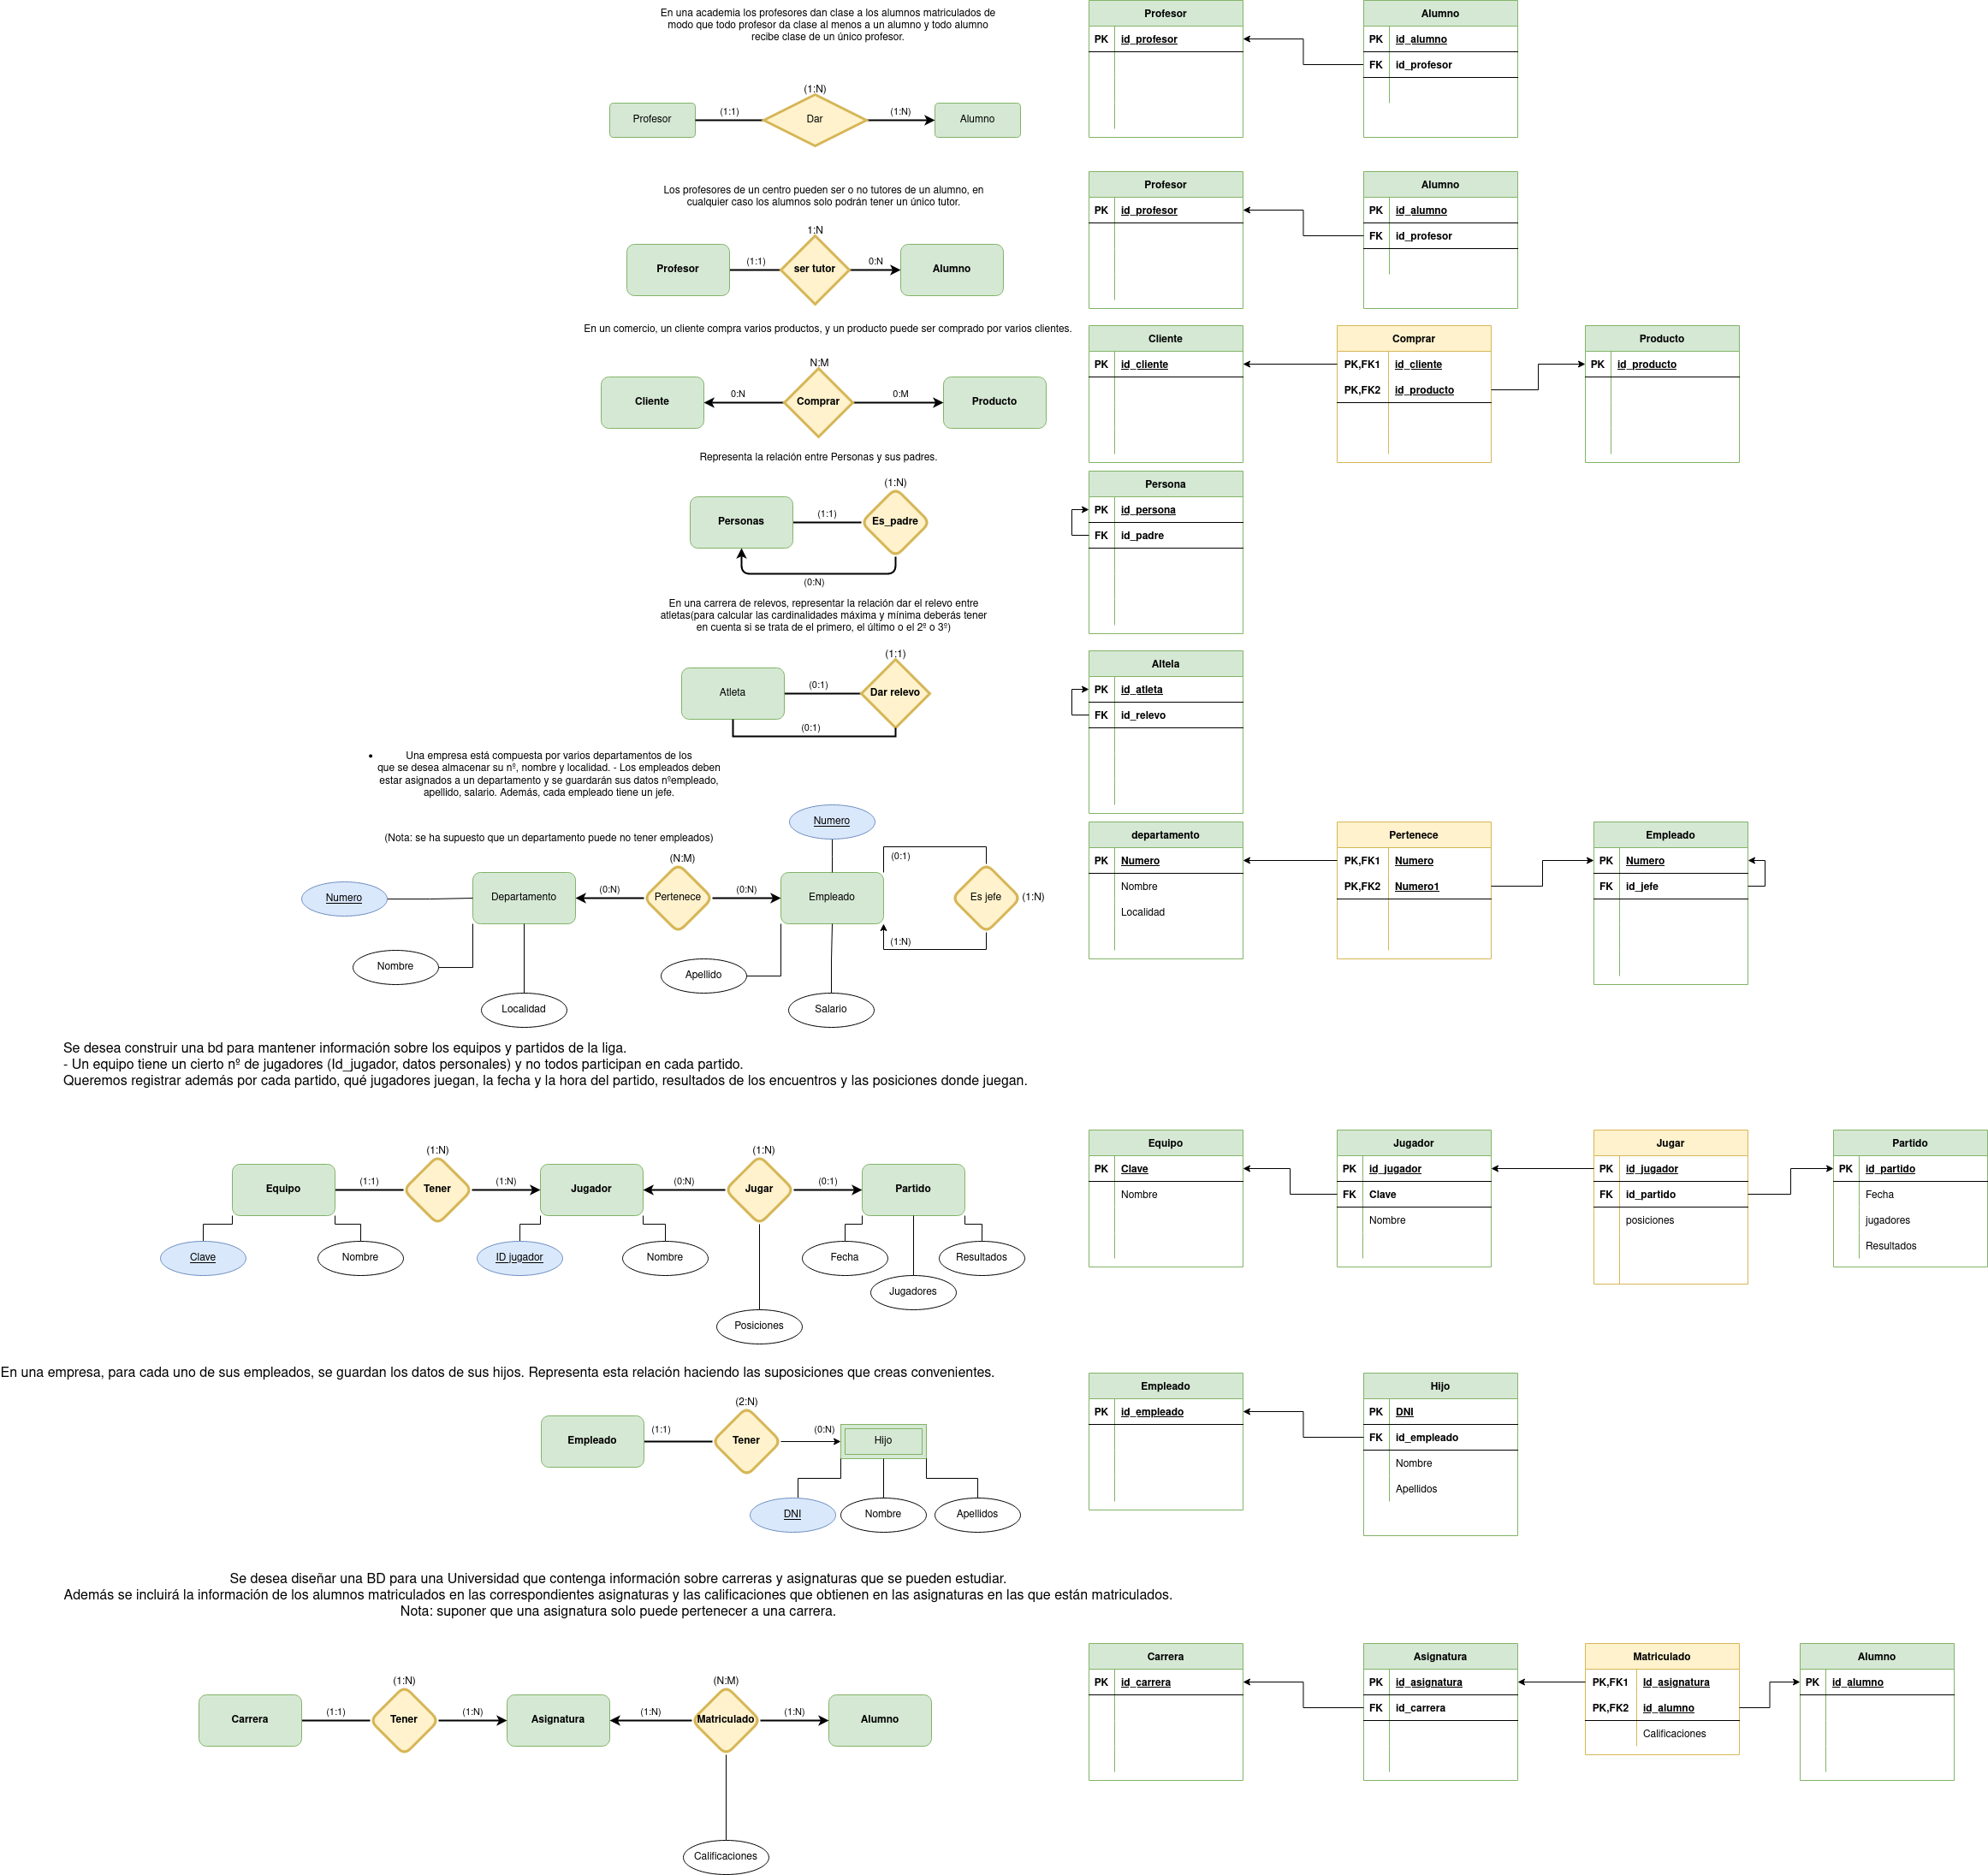 En una academia los profesores dan clase a los alumnos matriculados de
modo que todo profesor da clase al menos a un alumno y todo alumno
recibe clase de un único profesor.
(1:N)
Profesor
(1:1)
Dar
(1:N)
Alumno
Profesor
PK
id_profesor
Alumno
PK
id_alumno
FK
id_profesor
Los profesores de un centro pueden ser o no tutores de un alumno, en
cualquier caso los alumnos solo podrán tener un único tutor.
1:N
Profesor
(1:1)
ser tutor
0:N
Alumno
Profesor
PK
id_profesor
Alumno
PK
id_alumno
FK
id_profesor
En un comercio, un cliente compra varios productos, y un producto puede ser comprado por varios clientes.
N:M
Cliente
0:N
Comprar
0:M
Producto
Cliente
PK
id_cliente
Comprar
PK,FK1
id_cliente
PK,FK2
id_producto
Producto
PK
id_producto
Representa la relación entre Personas y sus padres.
(1:N)
Personas
(1:1)
Es_padre
(0:N)
Persona
PK
id_persona
FK
id_padre
En una carrera de relevos, representar la relación dar el relevo entre
atletas(para calcular las cardinalidades máxima y mínima deberás tener
en cuenta si se trata de el primero, el último o el 2º o 3º)
(1:1)
Atleta
(0:1)
Dar relevo
(0:1)
Altela
PK
id_atleta
FK
id_relevo
• Una empresa está compuesta por varios departamentos de los
que se desea almacenar su nº, nombre y localidad. - Los empleados deben
estar asignados a un departamento y se guardarán sus datos nºempleado,
apellido, salario. Además, cada empleado tiene un jefe.
(Nota: se ha supuesto que un departamento puede no tener empleados)
Numero
(N:M)
(0:1)
Numero
Departamento
(0:N)
Pertenece
(0:N)
Empleado
Es jefe
(1:N)
(1:N)
Nombre
Apellido
Localidad
Salario
departamento
PK
Numero
Nombre
Localidad
Pertenece
PK,FK1
Numero
PK,FK2
Numero1
Empleado
PK
Numero
FK
id_jefe
Se desea construir una bd para mantener información sobre los equipos y partidos de la liga.
- Un equipo tiene un cierto nº de jugadores (Id_jugador, datos personales) y no todos participan en cada partido.
Queremos registrar además por cada partido, qué jugadores juegan, la fecha y la hora del partido, resultados de los encuentros y las posiciones donde juegan.
(1:N)
(1:N)
Equipo
(1:1)
Tener
(1:N)
Jugador
(0:N)
Jugar
(0:1)
Partido
Clave
Nombre
ID jugador
Nombre
Fecha
Resultados
Jugadores
Posiciones
Equipo
PK
Clave
Nombre
Jugador
PK
id_jugador
FK
Clave
Nombre
Jugar
PK
id_jugador
FK
id_partido
posiciones
Partido
PK
id_partido
Fecha
jugadores
Resultados
En una empresa, para cada uno de sus empleados, se guardan los datos de sus hijos. Representa esta relación haciendo las suposiciones que creas convenientes.
(2:N)
Empleado
(1:1)
Tener
(0:N)
Hijo
DNI
Nombre
Apellidos
Empleado
PK
id_empleado
Hijo
PK
DNI
FK
id_empleado
Nombre
Apellidos
Se desea diseñar una BD para una Universidad que contenga información sobre carreras y asignaturas que se pueden estudiar.
Además se incluirá la información de los alumnos matriculados en las correspondientes asignaturas y las calificaciones que obtienen en las asignaturas en las que están matriculados.
Nota: suponer que una asignatura solo puede pertenecer a una carrera.
(1:N)
(N:M)
Carrera
(1:1)
Tener
(1:N)
Asignatura
(1:N)
Matriculado
(1:N)
Alumno
Calificaciones
Carrera
PK
id_carrera
Asignatura
PK
id_asignatura
FK
id_carrera
Matriculado
PK,FK1
Id_asignatura
PK,FK2
id_alumno
Calificaciones
Alumno
PK
id_alumno